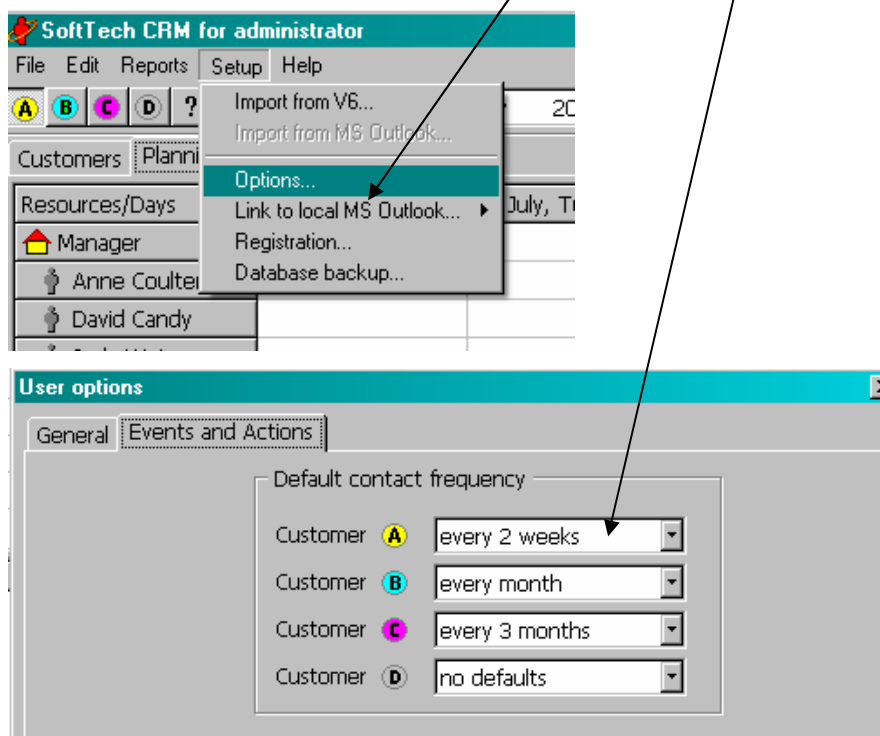 SoftTech CRM for administrator
File Edit Reports Setup Help
A B C D ? 20
Import from V6...
Import from MS Outlook...
Customers Planni
Options...
Resources/Days
Link to local MS Outlook... July, T
Manager
Registration...
Anne Coulte
Database backup...
David Candy
User options
General Events and Actions
Default contact frequency
Customer A every 2 weeks
Customer B every month
Customer C every 3 months
Customer D no defaults